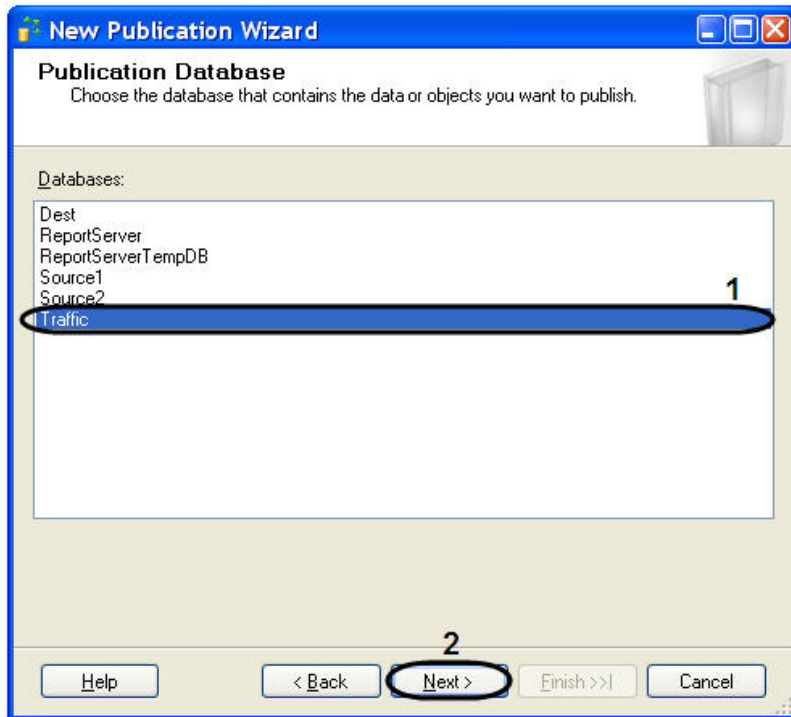 New Publication Wizard
Publication Database
Choose the database that contains the data or objects you want to publish.
Databases:
Dest
ReportServer
ReportServerTempDB
Source1
Source2
1
Traffic
2
Help
< Back
Next >
Finish >>|
Cancel